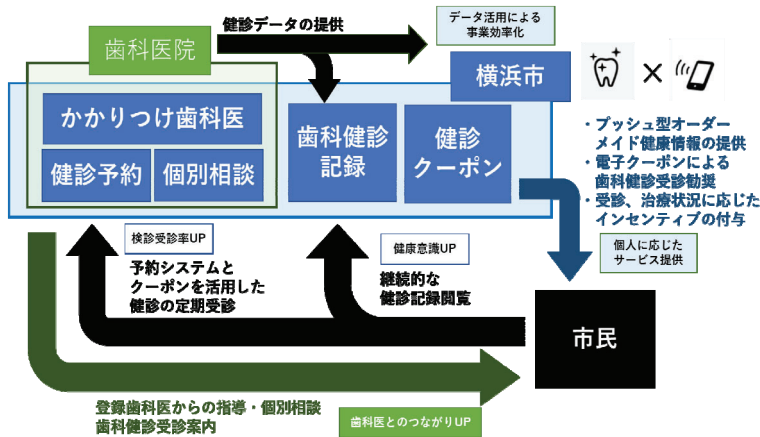 健診データの提供
データ活用による
事業効率化
歯科医院
横浜市
かかりつけ歯科医
健診予約
個別相談
歯科健診
記録
健診
クーポン
・プッシュ型オーダー
メイド健康情報の提供
・電子クーポンによる
歯科健診受診勧奨
・受診、治療状況に応じた
インセンティブの付与
検診受診率UP
予約システムと
クーポンを活用した
健診の定期受診
健康意識UP
継続的な
健診記録閲覧
個人に応じた
サービス提供
市民
登録歯科医からの指導・個別相談
歯科健診受診案内
歯科医とのつながりUP